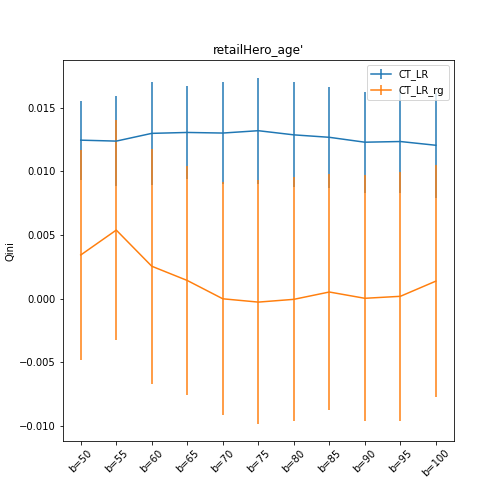 retailHero_age'
CT_LR
CT_LR_rg
Qini
0.015
0.010
0.005
0.000
−0.005
−0.010
b=50
b=55
b=60
b=65
b=70
b=75
b=80
b=85
b=90
b=95
b=100